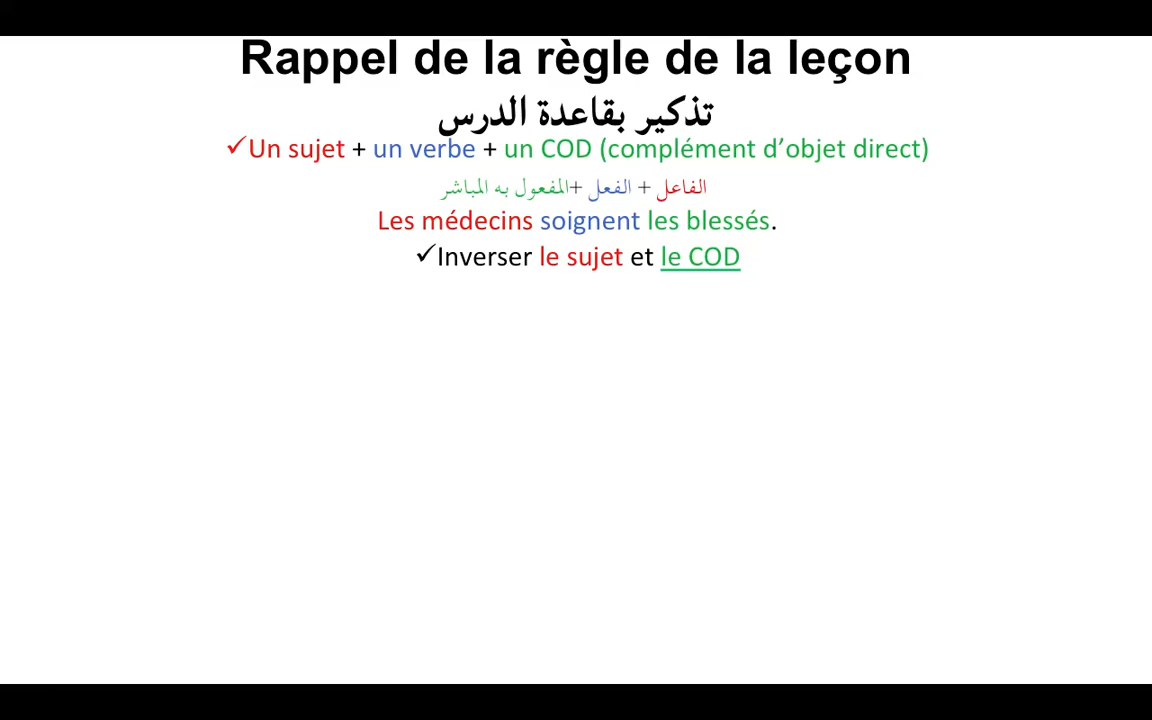 Rappel de la règle de la leçon
تذكير بقاعدة الدرس
✓Un sujet + un verbe + un COD (complément d’objet direct)
الفاعل + الفعل +المفعول به المباشر
Les médecins soignent les blessés.
✓Inverser le sujet et le COD